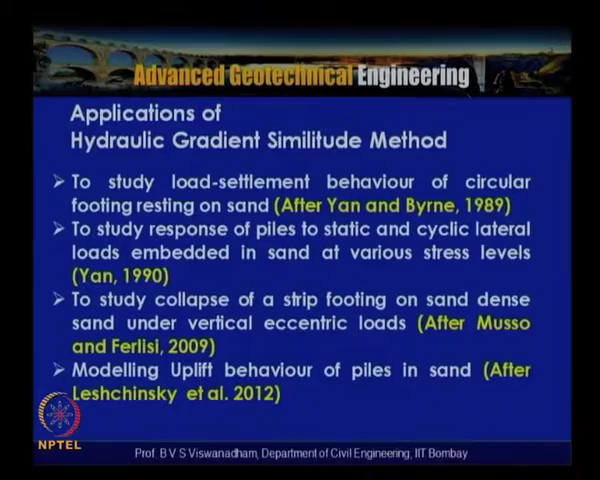 Advanced Geotechnical Engineering
Applications of
Hydraulic Gradient Similitude Method
➢ To study load-settlement behaviour of circular
footing resting on sand (After Yan and Byrne, 1989)
➢ To study response of piles to static and cyclic lateral
loads embedded in sand at various stress levels
(Yan, 1990)
➢ To study collapse of a strip footing on sand dense
sand under vertical eccentric loads (After Musso
and Ferlisi, 2009)
➢ Modelling Uplift behaviour of piles in sand (After
Leshchinsky et al. 2012)
NPTEL
Prof. B V S Viswanadham, Department of Civil Engineering, IIT Bombay